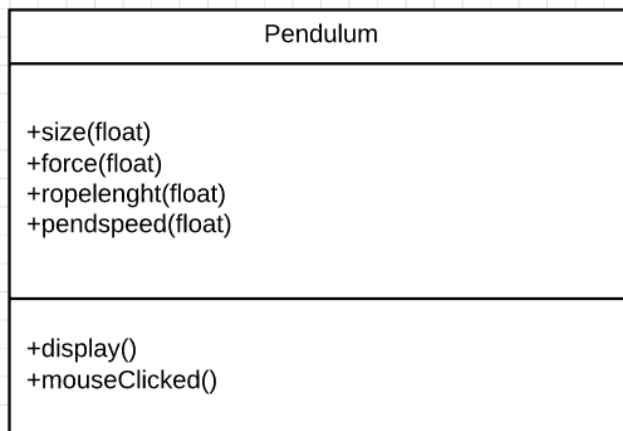 Pendulum
+size(float)
+force(float)
+ropelenght(float)
+pendspeed(float)
+display()
+mouseClicked()